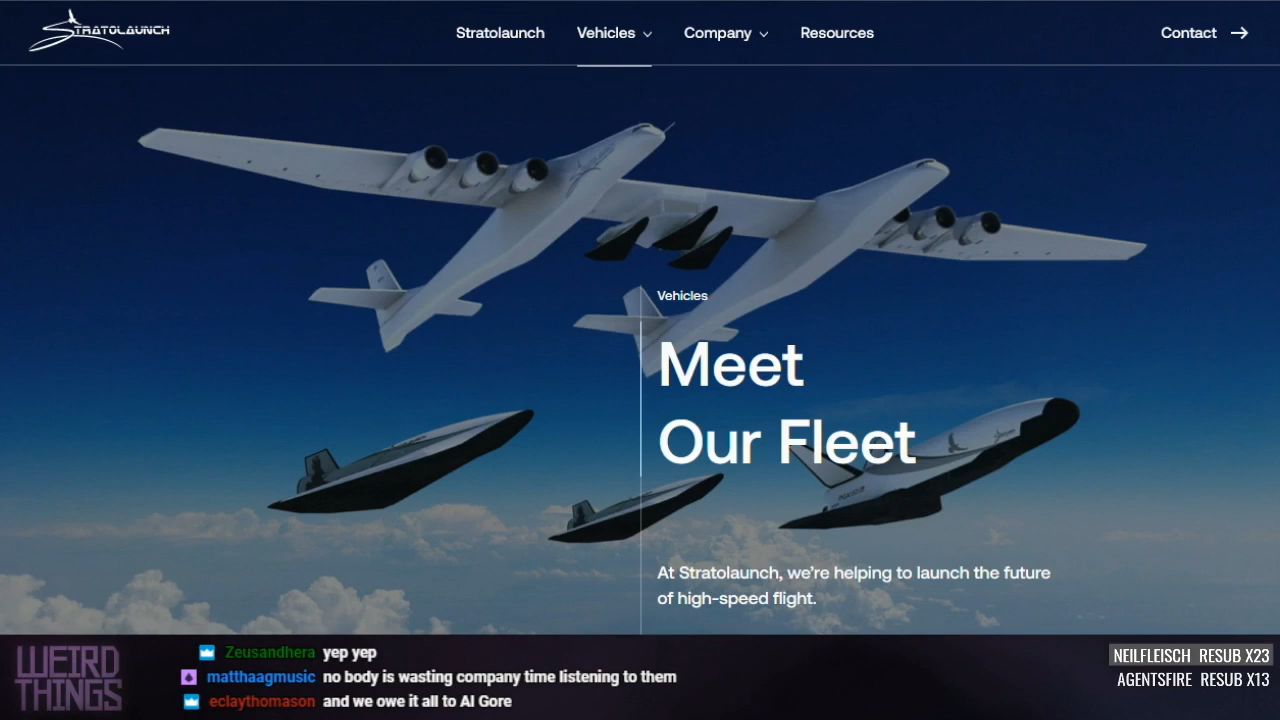 STRATOLAUNCH
Stratolaunch Vehicles Company Resources Contact
Vehicles
Meet
Our Fleet
At Stratolaunch, we’re helping to launch the future
of high-speed flight.
WEIRD
THINGS
Zeusandhera yep yep
matthaagmusic no body is wasting company time listening to them
eclaythomason and we owe it all to Al Gore
NEILFLEISCH RESUB X23
AGENTSFIRE RESUB X13